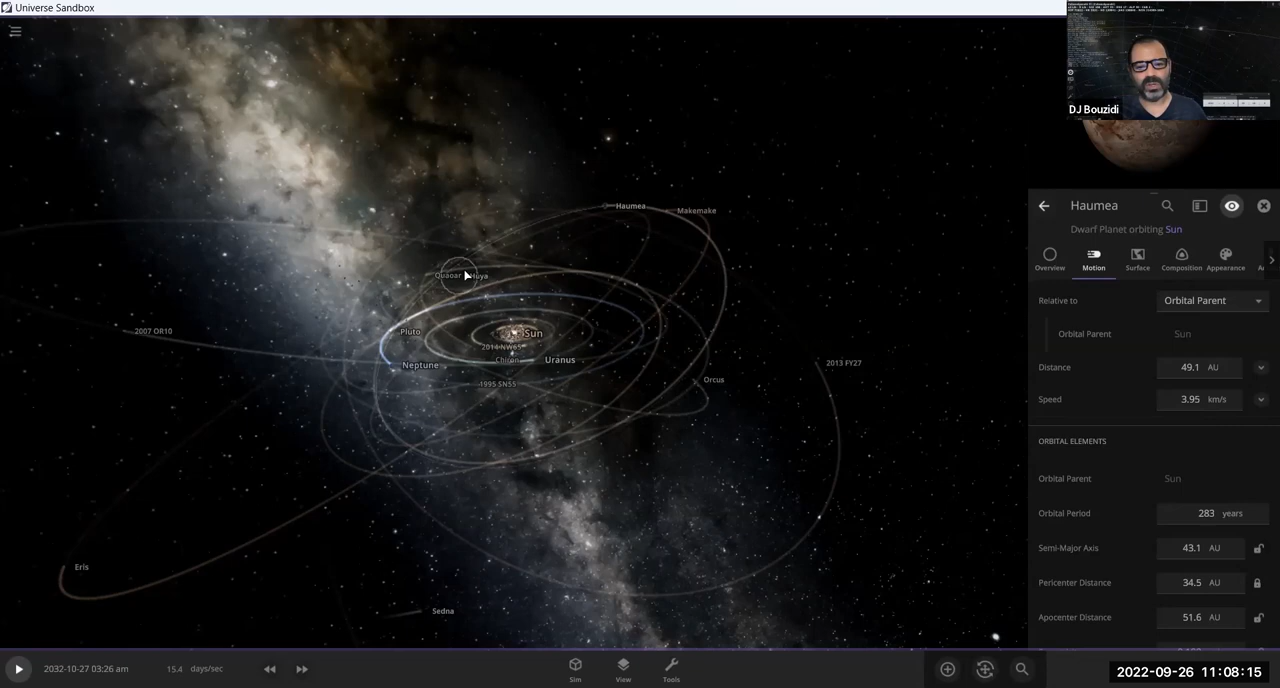 Universe Sandbox
DJ Bouzidi
Haumea
Dwarf Planet orbiting Sun
Overview
Motion
Surface
Composition
Appearance
Relative to
Orbital Parent
Orbital Parent
Sun
Distance
49.1 AU
Speed
3.95 km/s
ORBITAL ELEMENTS
Orbital Parent
Sun
Orbital Period
283 years
Semi-Major Axis
43.1 AU
Pericenter Distance
34.5 AU
Apocenter Distance
51.6 AU
Haumea
Makemake
Quaoar
Huya
2007 OR10
Pluto
Sun
2014 NW65
Chiron
Uranus
Neptune
2013 FY27
Orcus
1995 SN55
Eris
Sedna
2032-10-27 03:26 am
15.4 days/sec
Sim
View
Tools
2022-09-26 11:08:15